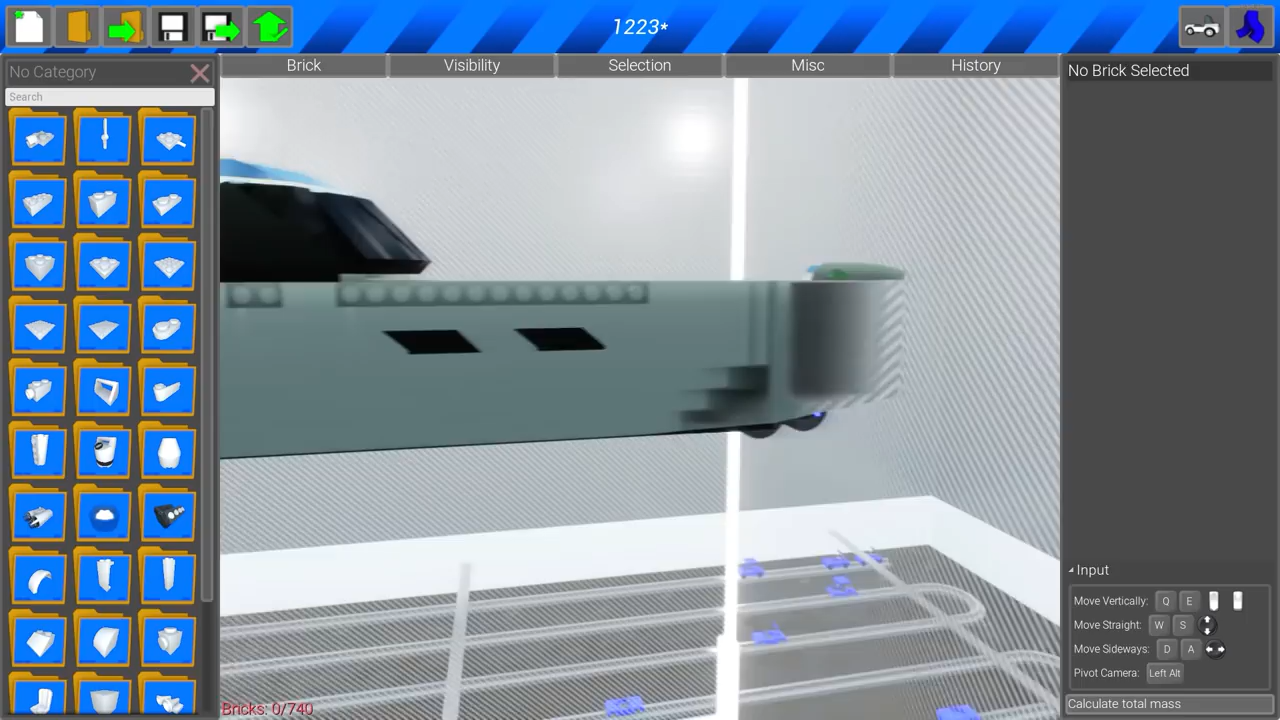 1223*
No Category
Search
Brick
Visibility
Selection
Misc
History
No Brick Selected
Bricks: 0/740
Input
Move Vertically: Q E
Move Straight: W S
Move Sideways: D A
Pivot Camera: Left Alt
Calculate total mass